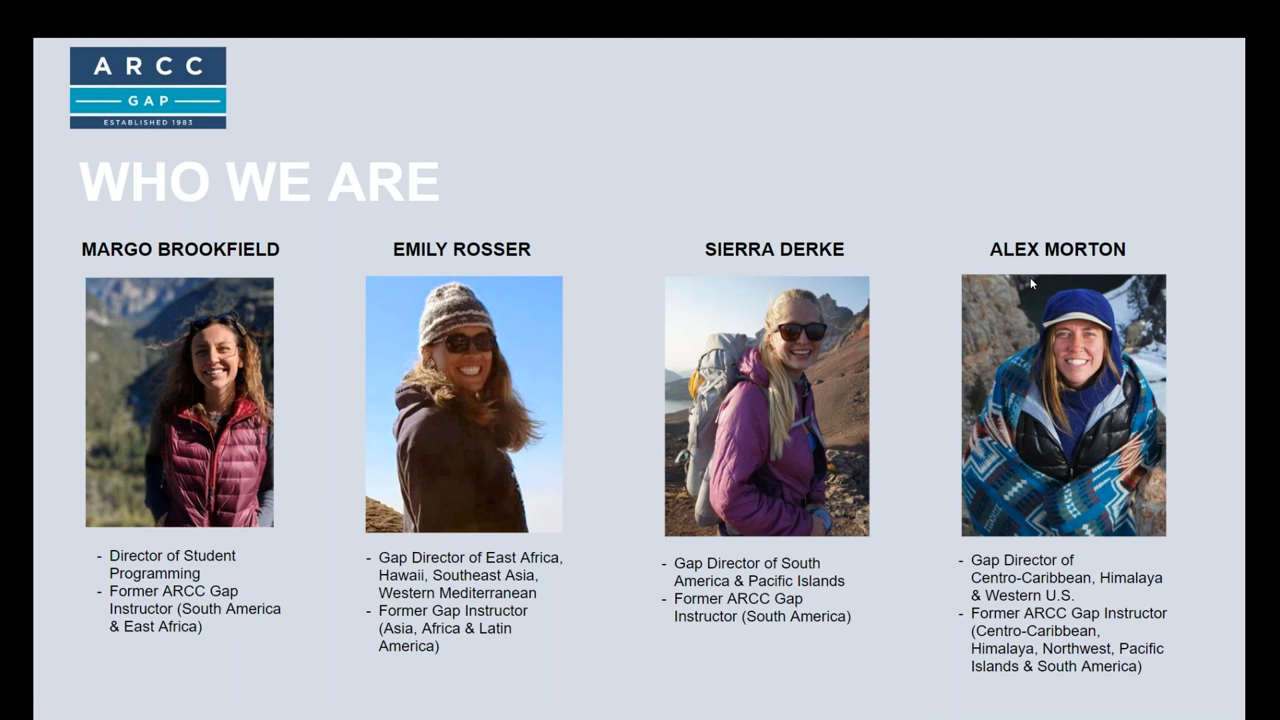 ARCC
GAP
ESTABLISHED 1983
WHO WE ARE
MARGO BROOKFIELD
- Director of Student
Programming
- Former ARCC Gap
Instructor (South America
& East Africa)
EMILY ROSSER
- Gap Director of East Africa,
Hawaii, Southeast Asia,
Western Mediterranean
- Former Gap Instructor
(Asia, Africa & Latin
America)
SIERRA DERKE
- Gap Director of South
America & Pacific Islands
- Former ARCC Gap
Instructor (South America)
ALEX MORTON
- Gap Director of
Centro-Caribbean, Himalaya
& Western U.S.
- Former ARCC Gap Instructor
(Centro-Caribbean,
Himalaya, Northwest, Pacific
Islands & South America)